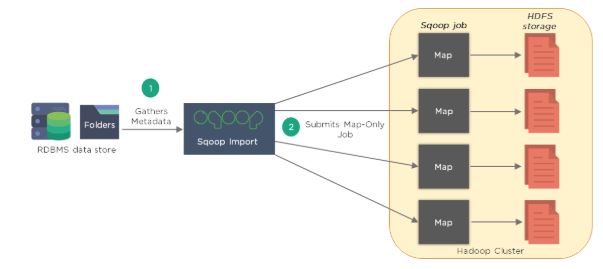 Sqoop job
HDFS
storage
1
Gathers
Metadata
Folders
RDBMS data store
sqoop
Sqoop Import
2
Submits Map-Only
Job
Map
Map
Map
Map
Hadoop Cluster